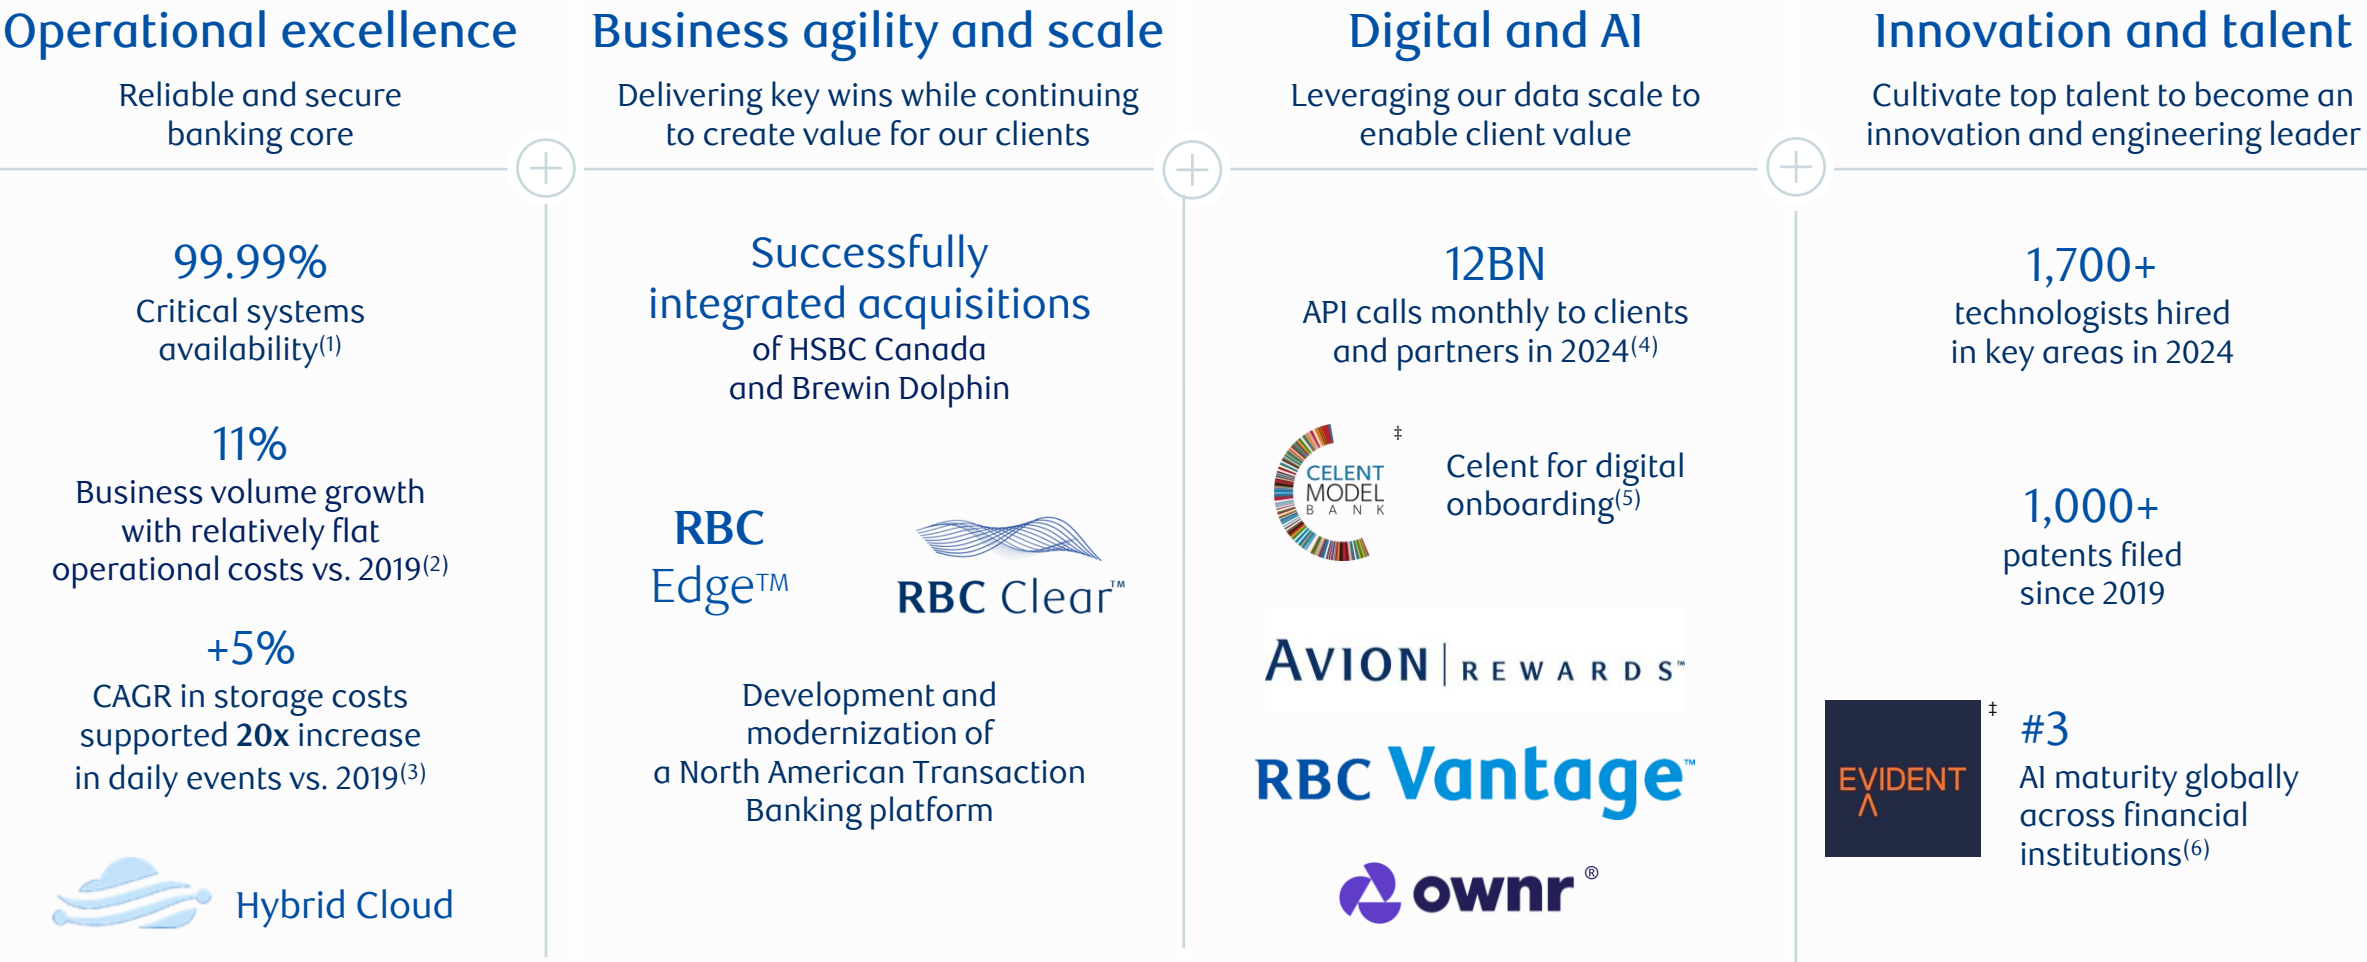 Operational excellence
Reliable and secure
banking core
99.99%
Critical systems
availability(1)
11%
Business volume growth
with relatively flat
operational costs vs. 2019(2)
+5%
CAGR in storage costs
supported 20x increase
in daily events vs. 2019(3)
Hybrid Cloud
Business agility and scale
Delivering key wins while continuing
to create value for our clients
Successfully
integrated acquisitions
of HSBC Canada
and Brewin Dolphin
RBC
Edge™
RBC Clear™
Development and
modernization of
a North American Transaction
Banking platform
Digital and AI
Leveraging our data scale to
enable client value
12BN
API calls monthly to clients
and partners in 2024(4)
CELENT
MODEL
BANK
‡
Celent for digital
onboarding(5)
AVION | REWARDS™
RBC Vantage™
ownr®
Innovation and talent
Cultivate top talent to become an
innovation and engineering leader
1,700+
technologists hired
in key areas in 2024
1,000+
patents filed
since 2019
EVIDENT
‡
#3
AI maturity globally
across financial
institutions(6)